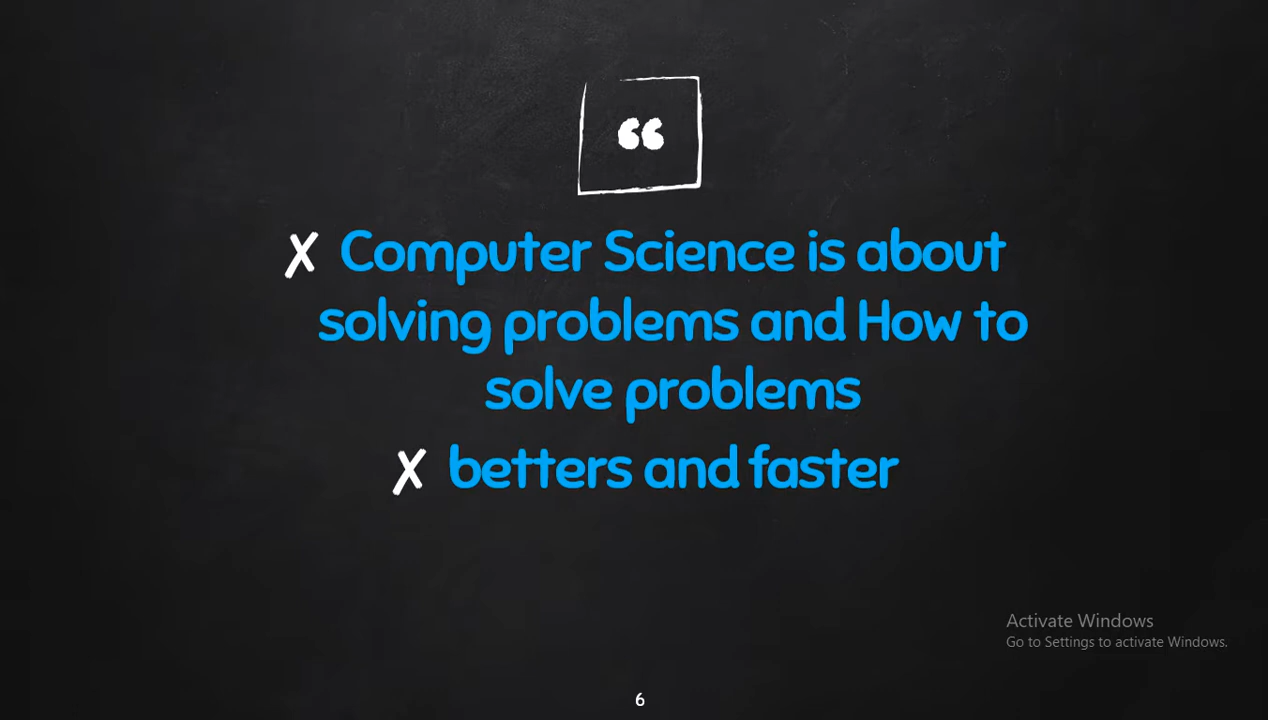 “
✗ Computer Science is about
solving problems and How to
solve problems
✗ betters and faster
Activate Windows
Go to Settings to activate Windows.
6